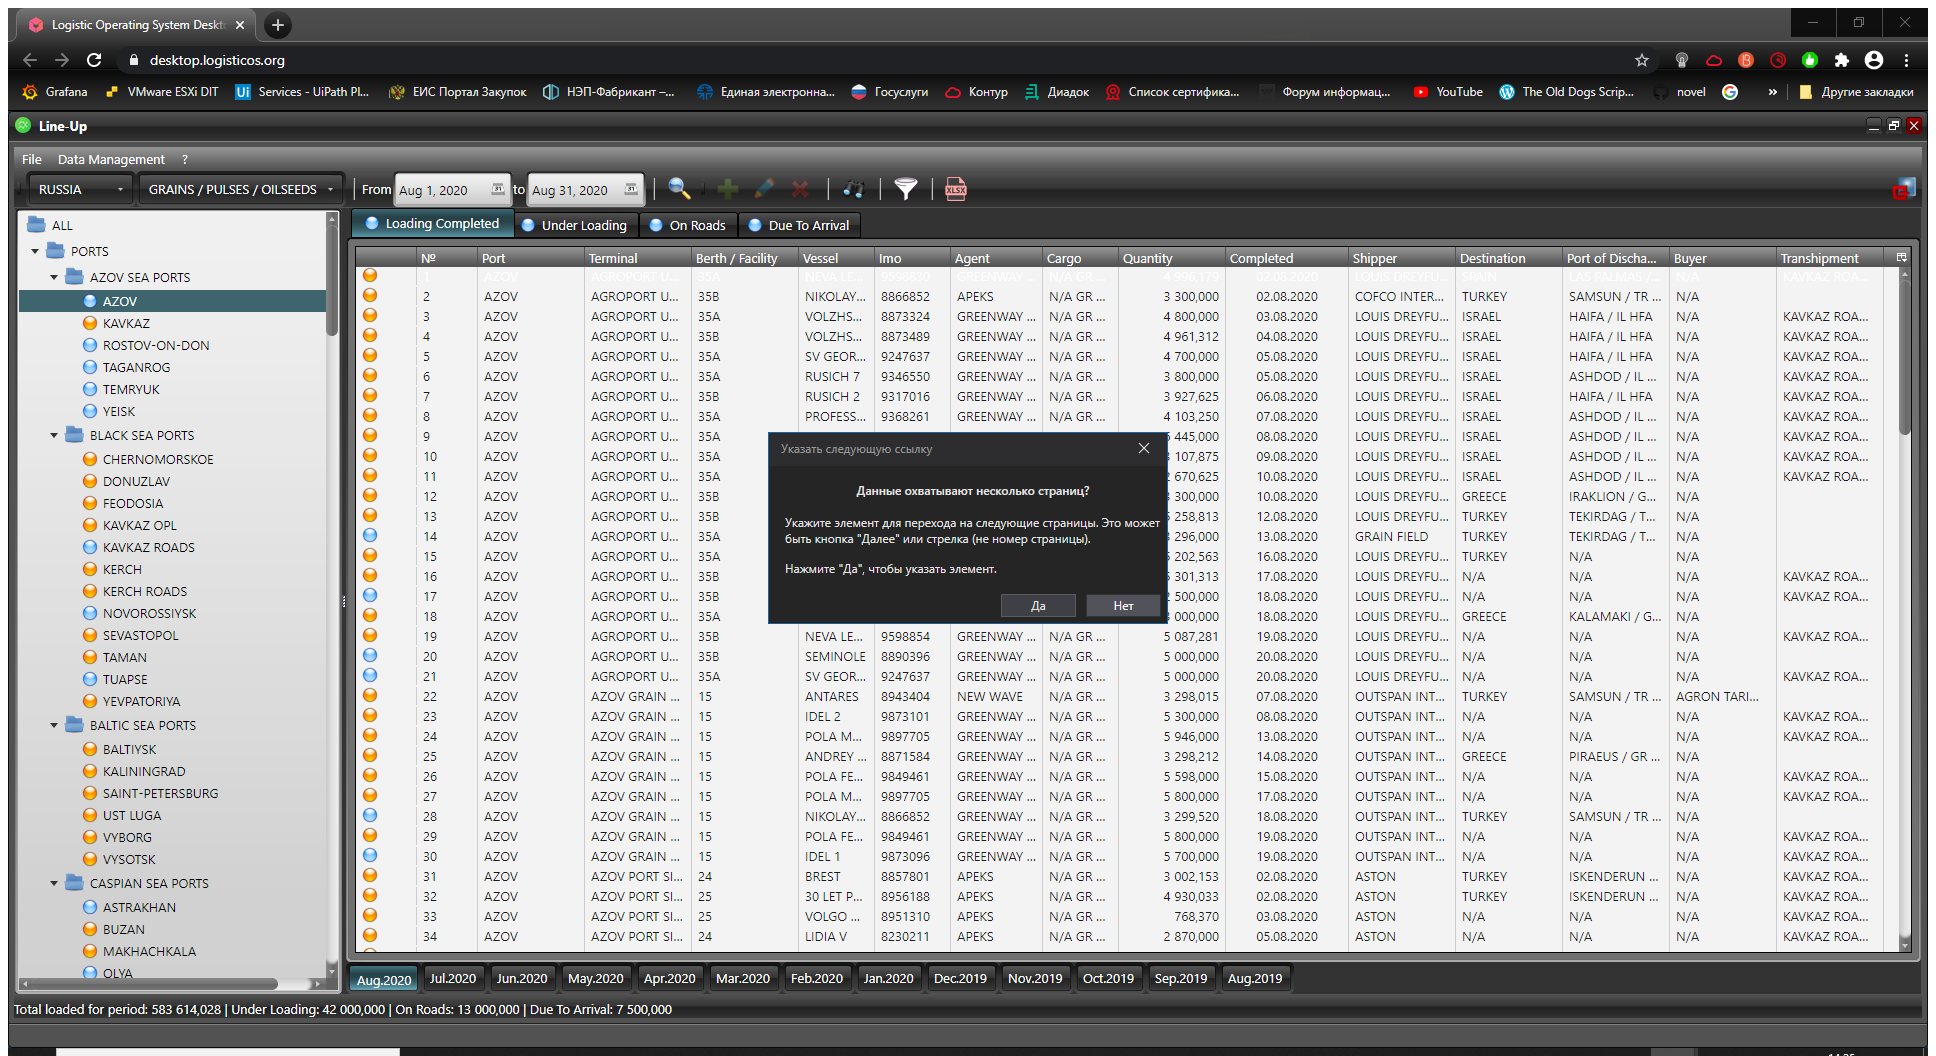 Logistic Operating System Deskt
desktop.logisticos.org
Grafana VMware ESXi DIT Services - UiPath Pl... ЕИС Портал Закупок НЭП-Фабрикант –... Единая электронна... Госуслуги Контур Диадок Список сертифика... Форум информац... YouTube The Old Dogs Scrip... novel » Другие закладки
Line-Up
File Data Management ?
RUSSIA GRAINS / PULSES / OILSEEDS From Aug 1, 2020 to Aug 31, 2020 XLSX
Loading Completed Under Loading On Roads Due To Arrival
ALL
PORTS
AZOV SEA PORTS
AZOV
KAVKAZ
ROSTOV-ON-DON
TAGANROG
TEMRYUK
YEISK
BLACK SEA PORTS
CHERNOMORSKOE
DONUZLAV
FEODOSIA
KAVKAZ OPL
KAVKAZ ROADS
KERCH
KERCH ROADS
NOVOROSSIYSK
SEVASTOPOL
TAMAN
TUAPSE
YEVPATORIYA
BALTIC SEA PORTS
BALTIYSK
KALININGRAD
SAINT-PETERSBURG
UST LUGA
VYBORG
VYSOTSK
CASPIAN SEA PORTS
ASTRAKHAN
BUZAN
MAKHACHKALA
OLYA
№ Port Terminal Berth / Facility Vessel Imo Agent Cargo Quantity Completed Shipper Destination Port of Discha... Buyer Transhipment
1 AZOV AGROPORT U... 35A NEVA LE... 4 996,179 02.08.2020 LOUIS DREYFU... SPAIN LAS PALMAS / KAVKAZ ROA...
2 AZOV AGROPORT U... 35B NIKOLAY... 8866852 APEKS N/A GR ... 3 300,000 02.08.2020 COFCO INTER... TURKEY SAMSUN / TR ... N/A
3 AZOV AGROPORT U... 35A VOLZHS... 8873324 GREENWAY ... N/A GR ... 4 800,000 03.08.2020 LOUIS DREYFU... ISRAEL HAIFA / IL HFA N/A KAVKAZ ROA...
4 AZOV AGROPORT U... 35A VOLZHS... 8873489 GREENWAY ... N/A GR ... 4 961,312 04.08.2020 LOUIS DREYFU... ISRAEL HAIFA / IL HFA N/A KAVKAZ ROA...
5 AZOV AGROPORT U... 35A SV GEOR... 9247637 GREENWAY ... N/A GR ... 4 700,000 05.08.2020 LOUIS DREYFU... ISRAEL HAIFA / IL HFA N/A KAVKAZ ROA...
6 AZOV AGROPORT U... 35A RUSICH 7 9346550 GREENWAY ... N/A GR ... 3 800,000 05.08.2020 LOUIS DREYFU... ISRAEL ASHDOD / IL ... N/A KAVKAZ ROA...
7 AZOV AGROPORT U... 35B RUSICH 2 9317016 GREENWAY ... N/A GR ... 3 927,625 06.08.2020 LOUIS DREYFU... ISRAEL HAIFA / IL HFA N/A KAVKAZ ROA...
8 AZOV AGROPORT U... 35A PROFESS... 9368261 GREENWAY ... N/A GR ... 4 103,250 07.08.2020 LOUIS DREYFU... ISRAEL ASHDOD / IL ... N/A KAVKAZ ROA...
9 AZOV AGROPORT U... 35A 445,000 08.08.2020 LOUIS DREYFU... ISRAEL ASHDOD / IL ... N/A KAVKAZ ROA...
10 AZOV AGROPORT U... 35A 107,875 09.08.2020 LOUIS DREYFU... ISRAEL ASHDOD / IL ... N/A KAVKAZ ROA...
11 AZOV AGROPORT U... 35A 670,625 10.08.2020 LOUIS DREYFU... ISRAEL ASHDOD / IL ... N/A KAVKAZ ROA...
12 AZOV AGROPORT U... 35B 300,000 10.08.2020 LOUIS DREYFU... GREECE IRAKLION / G... N/A
13 AZOV AGROPORT U... 35B 258,813 12.08.2020 LOUIS DREYFU... TURKEY TEKIRDAG / T... N/A
14 AZOV AGROPORT U... 35A 296,000 13.08.2020 GRAIN FIELD TURKEY TEKIRDAG / T... N/A
15 AZOV AGROPORT U... 35A 202,563 16.08.2020 LOUIS DREYFU... TURKEY N/A N/A
16 AZOV AGROPORT U... 35B 301,313 17.08.2020 LOUIS DREYFU... N/A N/A N/A KAVKAZ ROA...
17 AZOV AGROPORT U... 35B 500,000 18.08.2020 LOUIS DREYFU... N/A N/A N/A KAVKAZ ROA...
18 AZOV AGROPORT U... 35A 000,000 18.08.2020 LOUIS DREYFU... GREECE KALAMAKI / G... N/A
19 AZOV AGROPORT U... 35B NEVA LE... 9598854 GREENWAY ... N/A GR ... 5 087,281 19.08.2020 LOUIS DREYFU... N/A N/A N/A KAVKAZ ROA...
20 AZOV AGROPORT U... 35B SEMINOLE 8890396 GREENWAY ... N/A GR ... 5 000,000 20.08.2020 LOUIS DREYFU... N/A N/A N/A
21 AZOV AGROPORT U... 35A SV GEOR... 9247637 GREENWAY ... N/A GR ... 5 000,000 20.08.2020 LOUIS DREYFU... N/A N/A N/A KAVKAZ ROA...
22 AZOV AZOV GRAIN ... 15 ANTARES 8943404 NEW WAVE N/A GR ... 3 298,015 07.08.2020 OUTSPAN INT... TURKEY SAMSUN / TR ... AGRON TARI...
23 AZOV AZOV GRAIN ... 15 IDEL 2 9873101 GREENWAY ... N/A GR ... 5 300,000 08.08.2020 OUTSPAN INT... N/A N/A N/A KAVKAZ ROA...
24 AZOV AZOV GRAIN ... 15 POLA M... 9897705 GREENWAY ... N/A GR ... 5 946,000 13.08.2020 OUTSPAN INT... N/A N/A N/A KAVKAZ ROA...
25 AZOV AZOV GRAIN ... 15 ANDREY ... 8871584 GREENWAY ... N/A GR ... 3 298,212 14.08.2020 OUTSPAN INT... GREECE PIRAEUS / GR ... N/A KAVKAZ ROA...
26 AZOV AZOV GRAIN ... 15 POLA FE... 9849461 GREENWAY ... N/A GR ... 5 598,000 15.08.2020 OUTSPAN INT... N/A N/A N/A KAVKAZ ROA...
27 AZOV AZOV GRAIN ... 15 POLA M... 9897705 GREENWAY ... N/A GR ... 5 800,000 17.08.2020 OUTSPAN INT... N/A N/A N/A KAVKAZ ROA...
28 AZOV AZOV GRAIN ... 15 NIKOLAY... 8866852 GREENWAY ... N/A GR ... 3 299,520 18.08.2020 OUTSPAN INT... TURKEY SAMSUN / TR ... N/A
29 AZOV AZOV GRAIN ... 15 POLA FE... 9849461 GREENWAY ... N/A GR ... 5 800,000 19.08.2020 OUTSPAN INT... N/A N/A N/A KAVKAZ ROA...
30 AZOV AZOV GRAIN ... 15 IDEL 1 9873096 GREENWAY ... N/A GR ... 5 700,000 19.08.2020 OUTSPAN INT... N/A N/A N/A KAVKAZ ROA...
31 AZOV AZOV PORT SI... 24 BREST 8857801 APEKS N/A GR ... 3 002,153 02.08.2020 ASTON TURKEY ISKENDERUN ... N/A KAVKAZ ROA...
32 AZOV AZOV PORT SI... 25 30 LET P... 8956188 APEKS N/A GR ... 4 930,033 02.08.2020 ASTON TURKEY ISKENDERUN ... N/A KAVKAZ ROA...
33 AZOV AZOV PORT SI... 25 VOLGO ... 8951310 APEKS N/A GR ... 768,370 03.08.2020 ASTON N/A N/A N/A KAVKAZ ROA...
34 AZOV AZOV PORT SI... 24 LIDIA V 8230211 APEKS N/A GR ... 2 870,000 05.08.2020 ASTON N/A N/A N/A KAVKAZ ROA...
Указать следующую ссылку
Данные охватывают несколько страниц?
Укажите элемент для перехода на следующие страницы. Это может
быть кнопка "Далее" или стрелка (не номер страницы).
Нажмите "Да", чтобы указать элемент.
Да Нет
Aug.2020 Jul.2020 Jun.2020 May.2020 Apr.2020 Mar.2020 Feb.2020 Jan.2020 Dec.2019 Nov.2019 Oct.2019 Sep.2019 Aug.2019
Total loaded for period: 583 614,028 | Under Loading: 42 000,000 | On Roads: 13 000,000 | Due To Arrival: 7 500,000